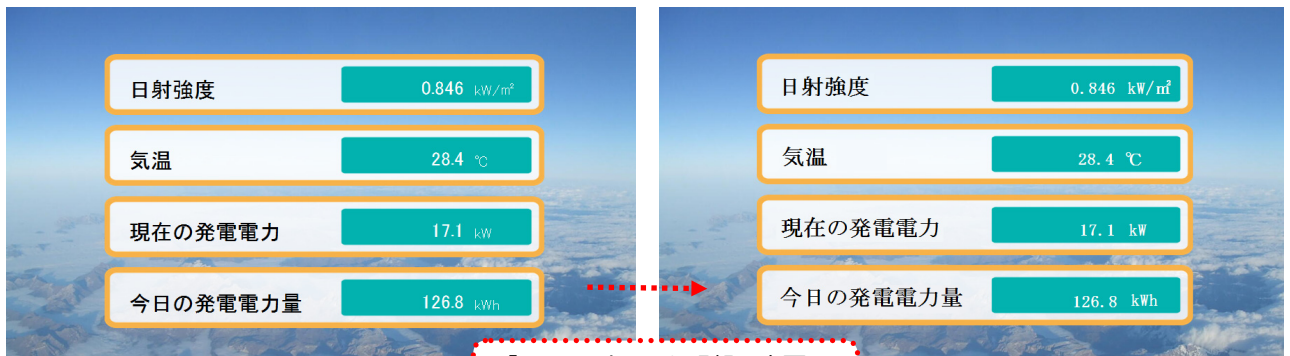 日射強度 0.846 kW/m²
気温 28.4 ℃
現在の発電電力 17.1 kW
今日の発電電力量 126.8 kWh
日射強度 0.846 kW/㎡
気温 28.4 ℃
現在の発電電力 17.1 kW
今日の発電電力量 126.8 kWh